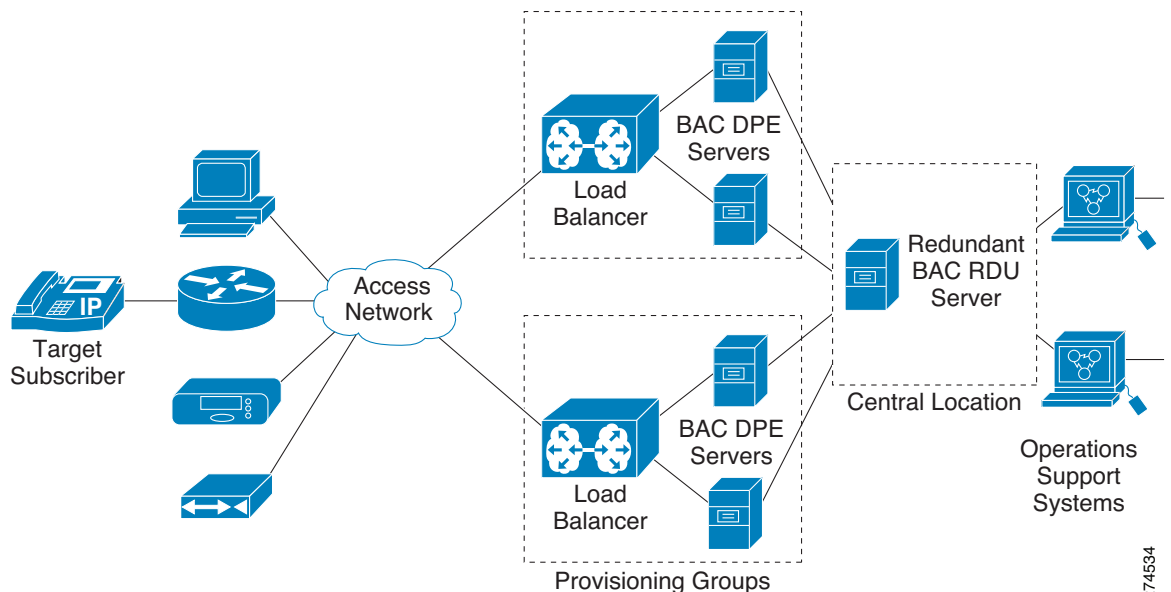 BAC DPE
Servers
Load
Balancer
Access
Network
IP
Target
Subscriber
Redundant
BAC RDU
Server
Central Location
BAC DPE
Servers
Load
Balancer
Provisioning Groups
Operations
Support
Systems
74534